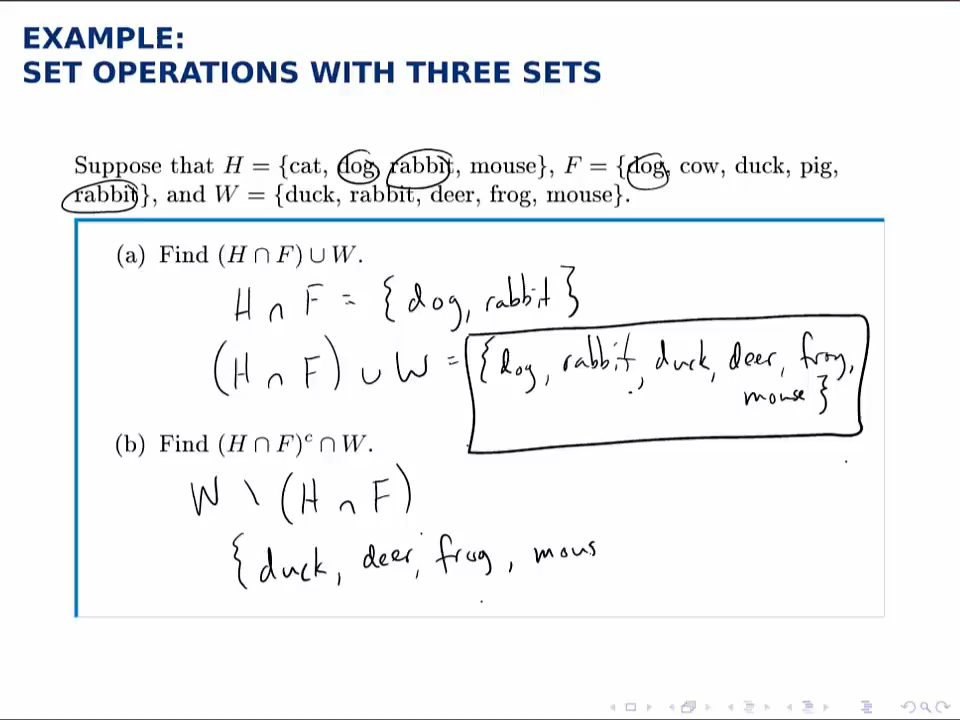 EXAMPLE:
SET OPERATIONS WITH THREE SETS
Suppose that H = {cat, dog, rabbit, mouse}, F = {dog, cow, duck, pig,
rabbit}, and W = {duck, rabbit, deer, frog, mouse}.
(a) Find (H ∩ F) ∪ W.
H ∩ F = {dog, rabbit}
(H ∩ F) ∪ W = {dog, rabbit, duck, deer, frog,
mouse}
(b) Find (H ∩ F)ᶜ ∩ W.
W \ (H ∩ F)
{duck, deer, frog, mous